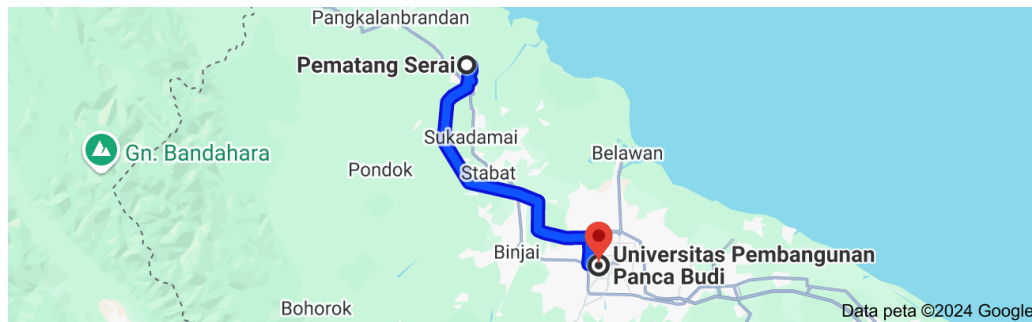 Pangkalanbrandan
Pematang Serai
Sukadamai
Gn. Bandahara
Belawan
Pondok
Stabat
Binjai
Universitas Pembangunan
Panca Budi
Bohorok
Data peta ©2024 Google